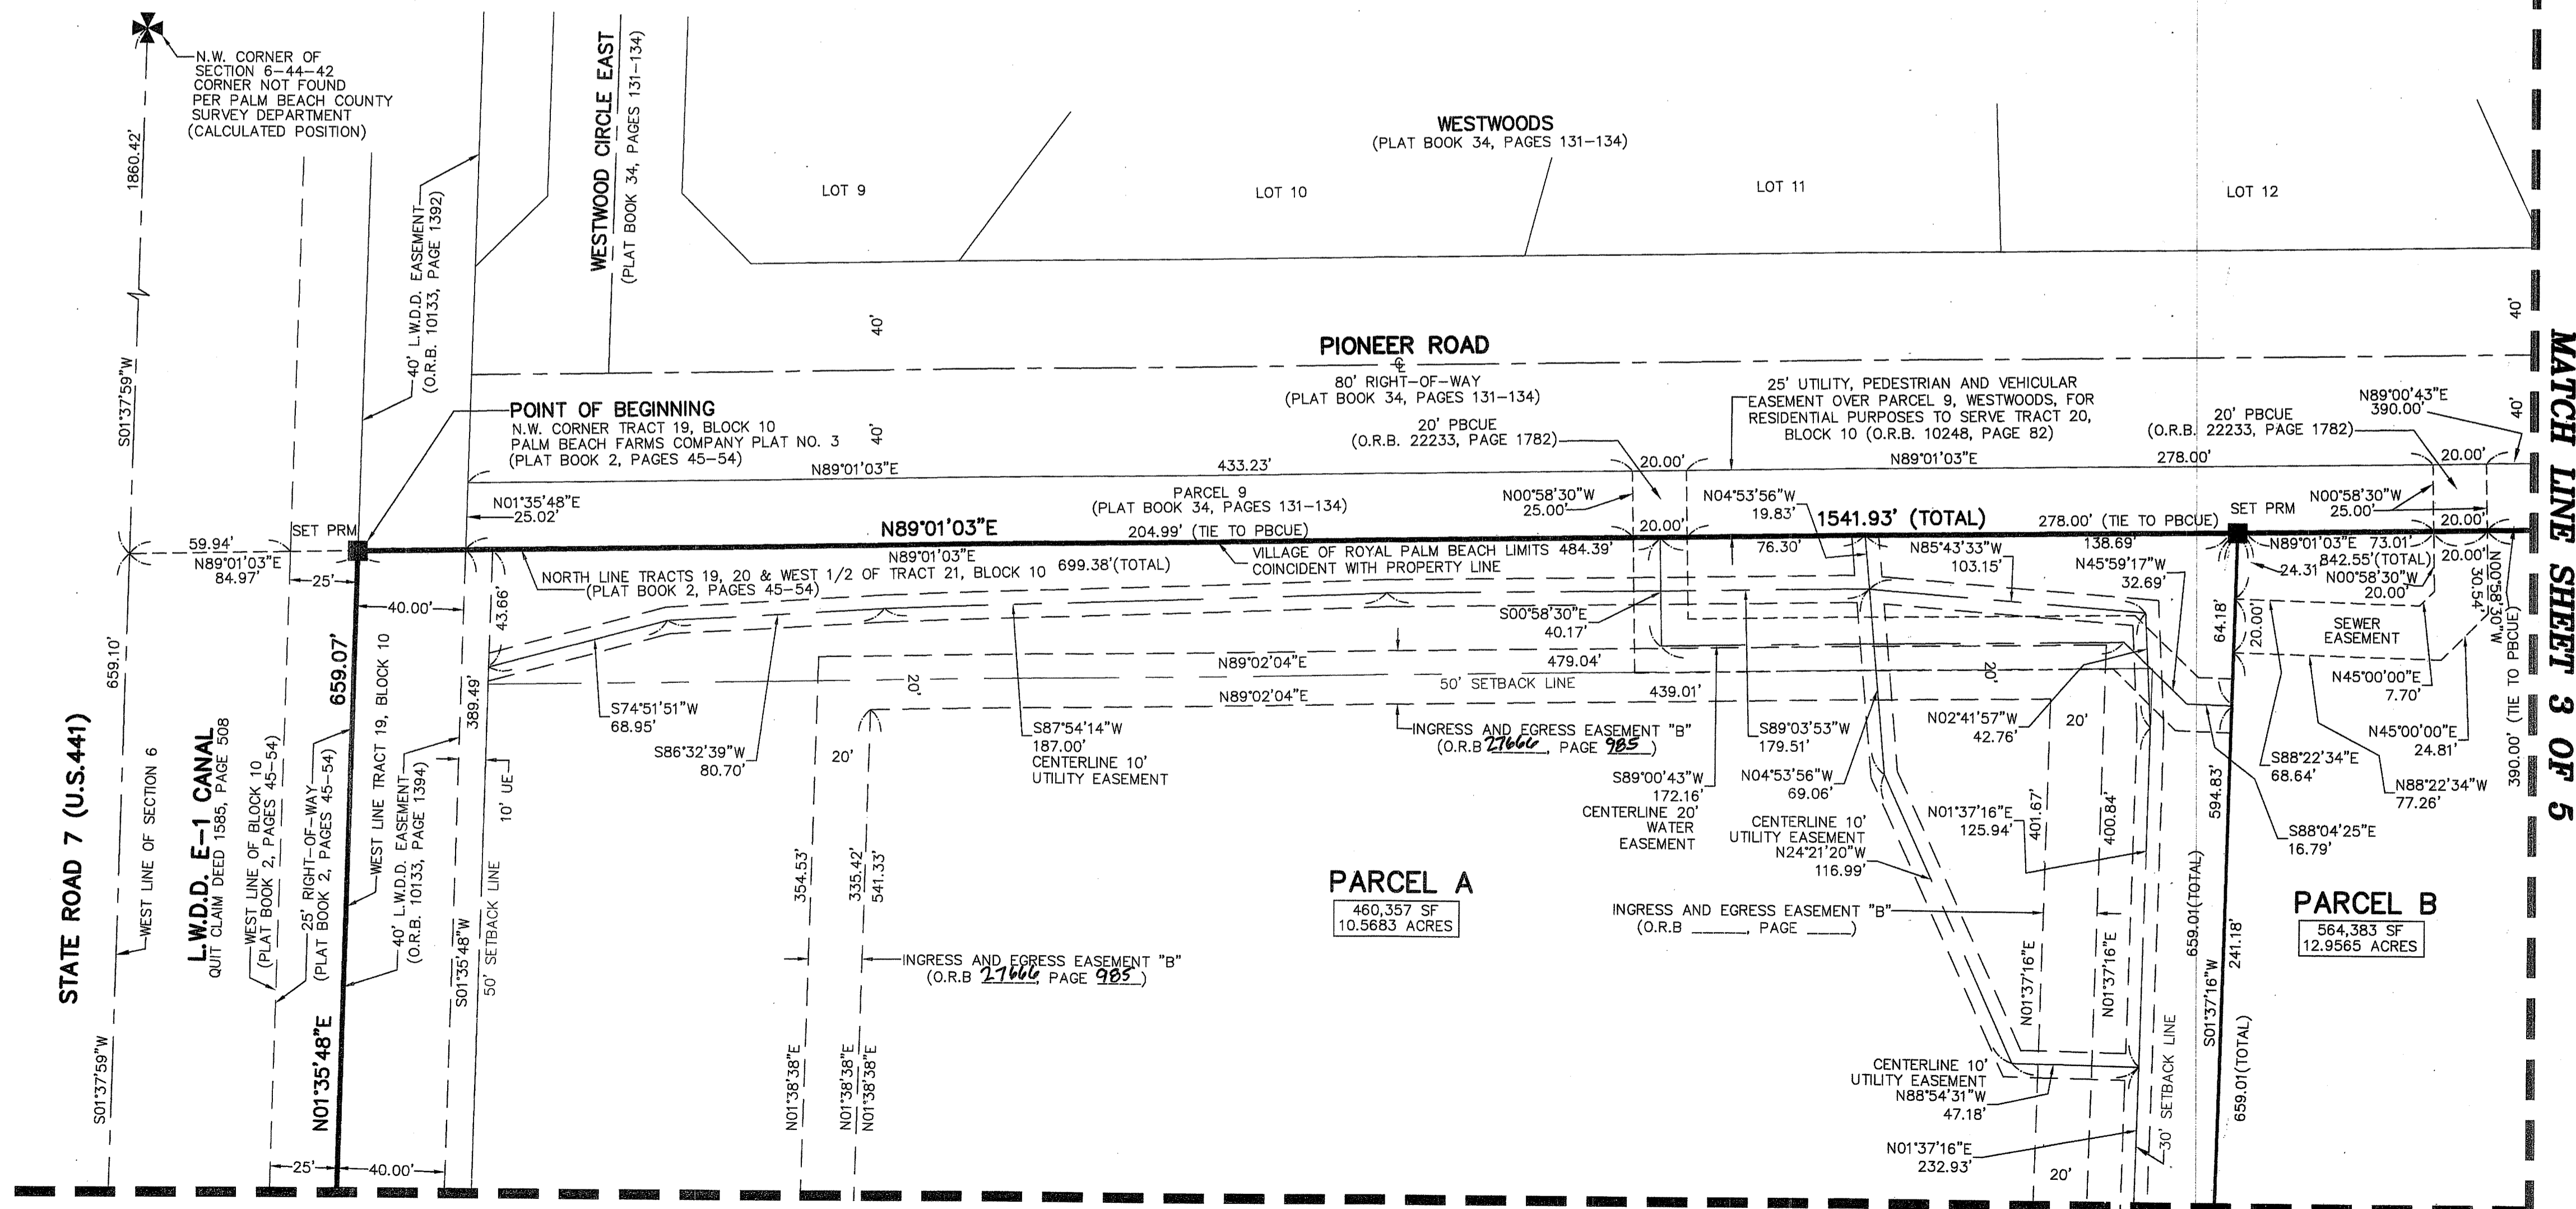 N.W. CORNER OF
SECTION 6-44-42
CORNER NOT FOUND
PER PALM BEACH COUNTY
SURVEY DEPARTMENT
(CALCULATED POSITION)
1860.42'
S01°37'59"W
659.10'
S01°37'59"W
STATE ROAD 7 (U.S.441)
WEST LINE OF SECTION 6
L.W.D.D. E-1 CANAL
QUIT CLAIM DEED 1585, PAGE 508
WEST LINE OF BLOCK 10
(PLAT BOOK 2, PAGES 45-54)
25' RIGHT-OF-WAY
(PLAT BOOK 2, PAGES 45-54)
N01°35'48"E
659.07'
WEST LINE TRACT 19, BLOCK 10
40' L.W.D.D. EASEMENT
(O.R.B. 10133, PAGE 1394)
40' L.W.D.D. EASEMENT
(O.R.B. 10133, PAGE 1392)
WESTWOOD CIRCLE EAST
(PLAT BOOK 34, PAGES 131-134)
WESTWOODS
(PLAT BOOK 34, PAGES 131-134)
LOT 9
LOT 10
LOT 11
LOT 12
40'
40'
40'
40'
PIONEER ROAD
℄
80' RIGHT-OF-WAY
(PLAT BOOK 34, PAGES 131-134)
POINT OF BEGINNING
N.W. CORNER TRACT 19, BLOCK 10
PALM BEACH FARMS COMPANY PLAT NO. 3
(PLAT BOOK 2, PAGES 45-54)
20' PBCUE
(O.R.B. 22233, PAGE 1782)
25' UTILITY, PEDESTRIAN AND VEHICULAR
EASEMENT OVER PARCEL 9, WESTWOODS, FOR
RESIDENTIAL PURPOSES TO SERVE TRACT 20,
BLOCK 10 (O.R.B. 10248, PAGE 82)
20' PBCUE
(O.R.B. 22233, PAGE 1782)
N89°00'43"E
390.00'
N89°01'03"E
433.23'
20.00'
N89°01'03"E
278.00'
20.00'
N01°35'48"E
25.02'
PARCEL 9
(PLAT BOOK 34, PAGES 131-134)
N00°58'30"W
25.00'
N04°53'56"W
19.83'
N00°58'30"W
25.00'
SET PRM
SET PRM
59.94'
N89°01'03"E
84.97'
25'
N89°01'03"E
204.99' (TIE TO PBCUE)
20.00'
1541.93' (TOTAL)
278.00' (TIE TO PBCUE)
20.00'
N89°01'03"E
699.38'(TOTAL)
VILLAGE OF ROYAL PALM BEACH LIMITS
COINCIDENT WITH PROPERTY LINE
484.39'
76.30'
138.69'
N89°01'03"E
73.01'
842.55'(TOTAL)
24.31'
NORTH LINE TRACTS 19, 20 & WEST 1/2 OF TRACT 21, BLOCK 10
(PLAT BOOK 2, PAGES 45-54)
40.00'
43.66'
389.49'
S01°35'48"W
10' UE
50' SETBACK LINE
25'
40.00'
S74°51'51"W
68.95'
S86°32'39"W
80.70'
S87°54'14"W
187.00'
CENTERLINE 10'
UTILITY EASEMENT
S00°58'30"E
40.17'
N89°02'04"E
479.04'
50' SETBACK LINE
N89°02'04"E
439.01'
20'
20'
INGRESS AND EGRESS EASEMENT "B"
(O.R.B 27666, PAGE 985)
S89°00'43"W
172.16'
CENTERLINE 20'
WATER
EASEMENT
S89°03'53"W
179.51'
N04°53'56"W
69.06'
CENTERLINE 10'
UTILITY EASEMENT
N24°21'20"W
116.99'
N85°43'33"W
103.15'
N45°59'17"W
32.69'
N02°41'57"W
42.76'
20'
20'
N01°37'16"E
125.94'
401.67'
400.84'
N01°37'16"E
N01°37'16"E
INGRESS AND EGRESS EASEMENT "B"
(O.R.B ______, PAGE _____)
354.53'
335.42'
541.33'
N01°38'38"E
N01°38'38"E
N01°38'38"E
INGRESS AND EGRESS EASEMENT "B"
(O.R.B 27666, PAGE 985)
PARCEL A
460,357 SF
10.5683 ACRES
CENTERLINE 10'
UTILITY EASEMENT
N88°54'31"W
47.18'
N01°37'16"E
232.93'
20'
30' SETBACK LINE
64.18'
20.00'
594.83'
659.01(TOTAL)
S01°37'16"W
241.18'
659.01(TOTAL)
N00°58'30"W
20.00'
20.00'
N00°58'30"W
30.54'
SEWER
EASEMENT
N45°00'00"E
7.70'
N45°00'00"E
24.81'
S88°22'34"E
68.64'
N88°22'34"W
77.26'
S88°04'25"E
16.79'
390.00' (TIE TO PBCUE)
PARCEL B
564,383 SF
12.9565 ACRES
MATCH LINE SHEET 3 OF 5